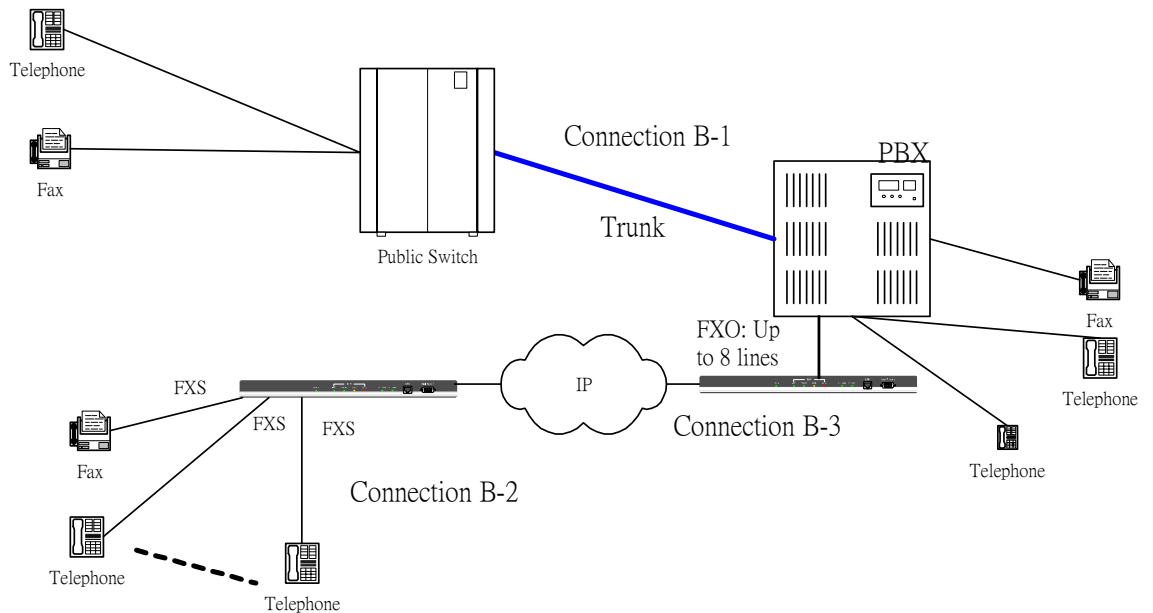 Telephone
Fax
Connection B-1
PBX
Trunk
Public Switch
Fax
FXO: Up
to 8 lines
Telephone
IP
FXS
FXS
FXS
Connection B-3
Telephone
Fax
Connection B-2
Telephone
Telephone